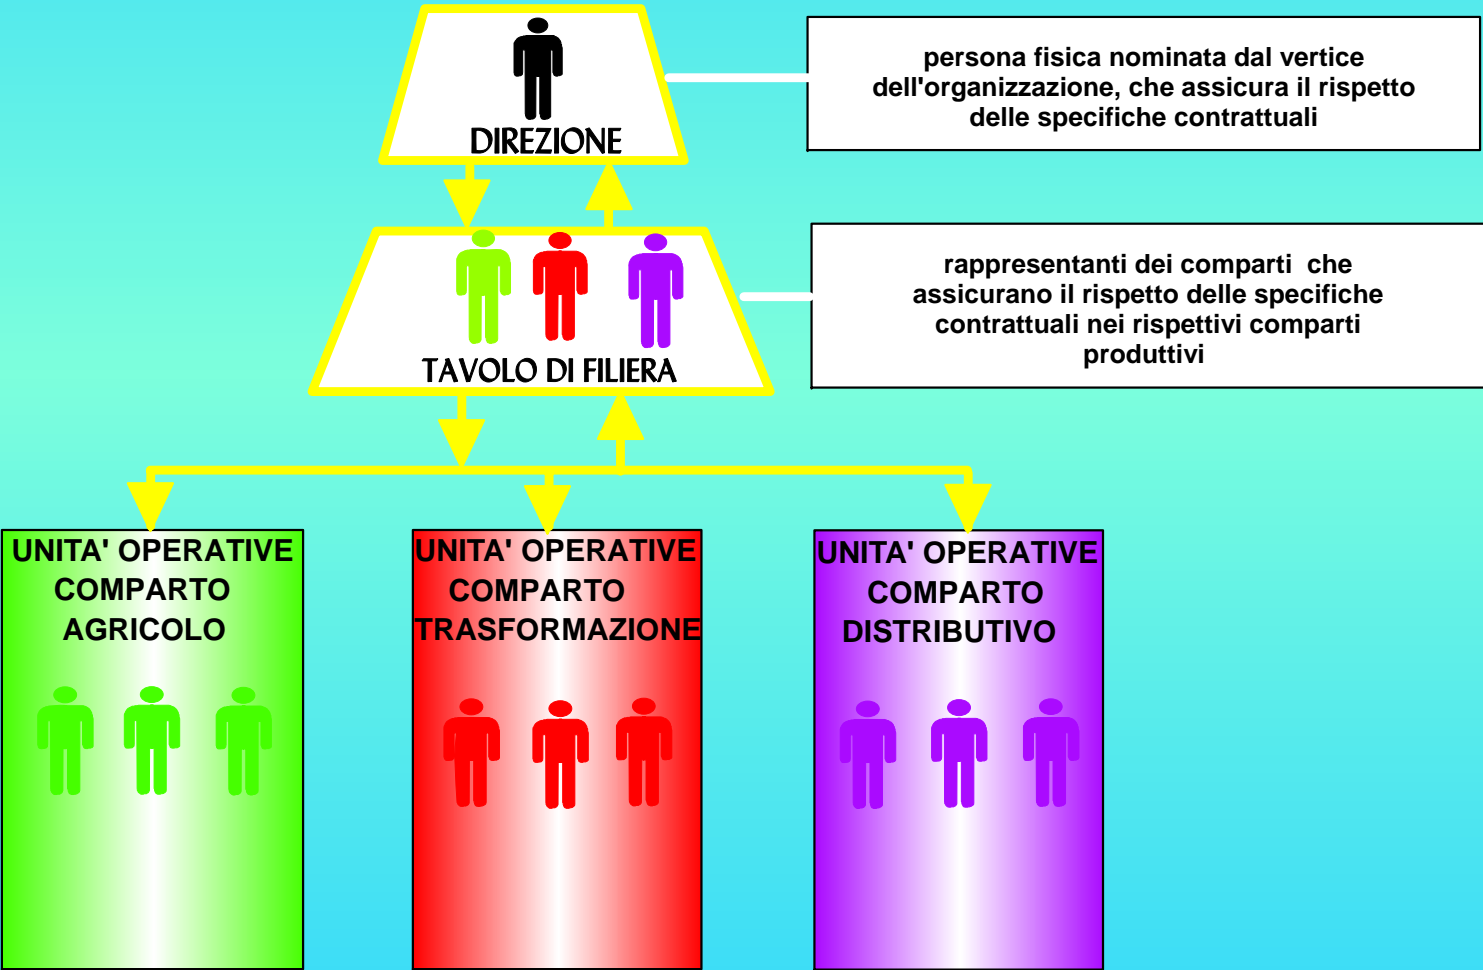 DIREZIONE
persona fisica nominata dal vertice
dell'organizzazione, che assicura il rispetto
delle specifiche contrattuali
TAVOLO DI FILIERA
rappresentanti dei comparti che
assicurano il rispetto delle specifiche
contrattuali nei rispettivi comparti
produttivi
UNITA' OPERATIVE
COMPARTO
AGRICOLO
UNITA' OPERATIVE
COMPARTO
TRASFORMAZIONE
UNITA' OPERATIVE
COMPARTO
DISTRIBUTIVO